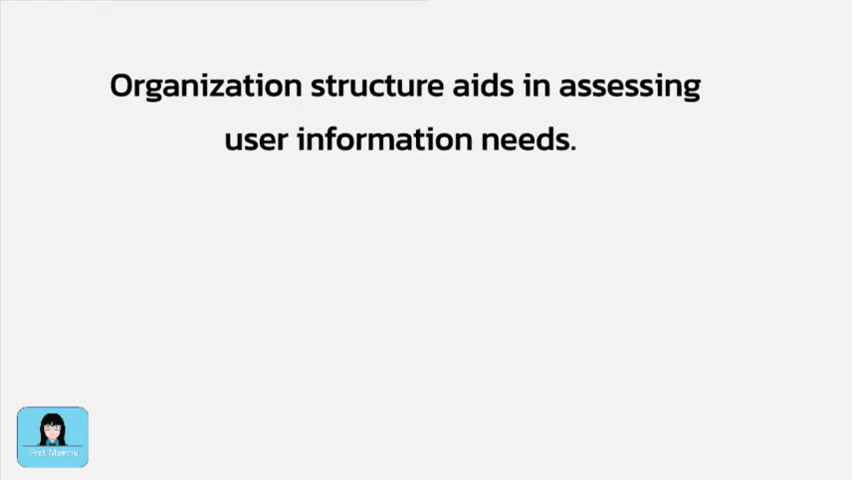 Organization structure aids in assessing
user information needs.